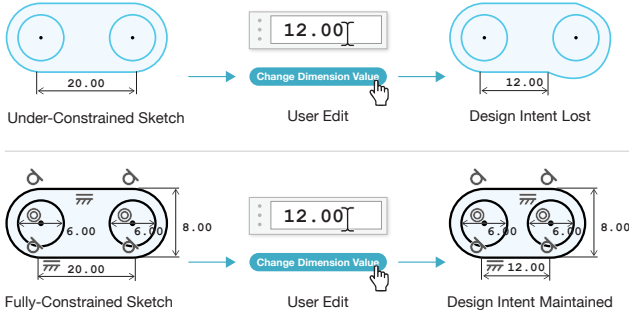 12.00
20.00
Change Dimension Value
12.00
Under-Constrained Sketch
User Edit
Design Intent Lost
6.00
6.00
8.00
12.00
6.00
6.00
8.00
20.00
Change Dimension Value
12.00
Fully-Constrained Sketch
User Edit
Design Intent Maintained